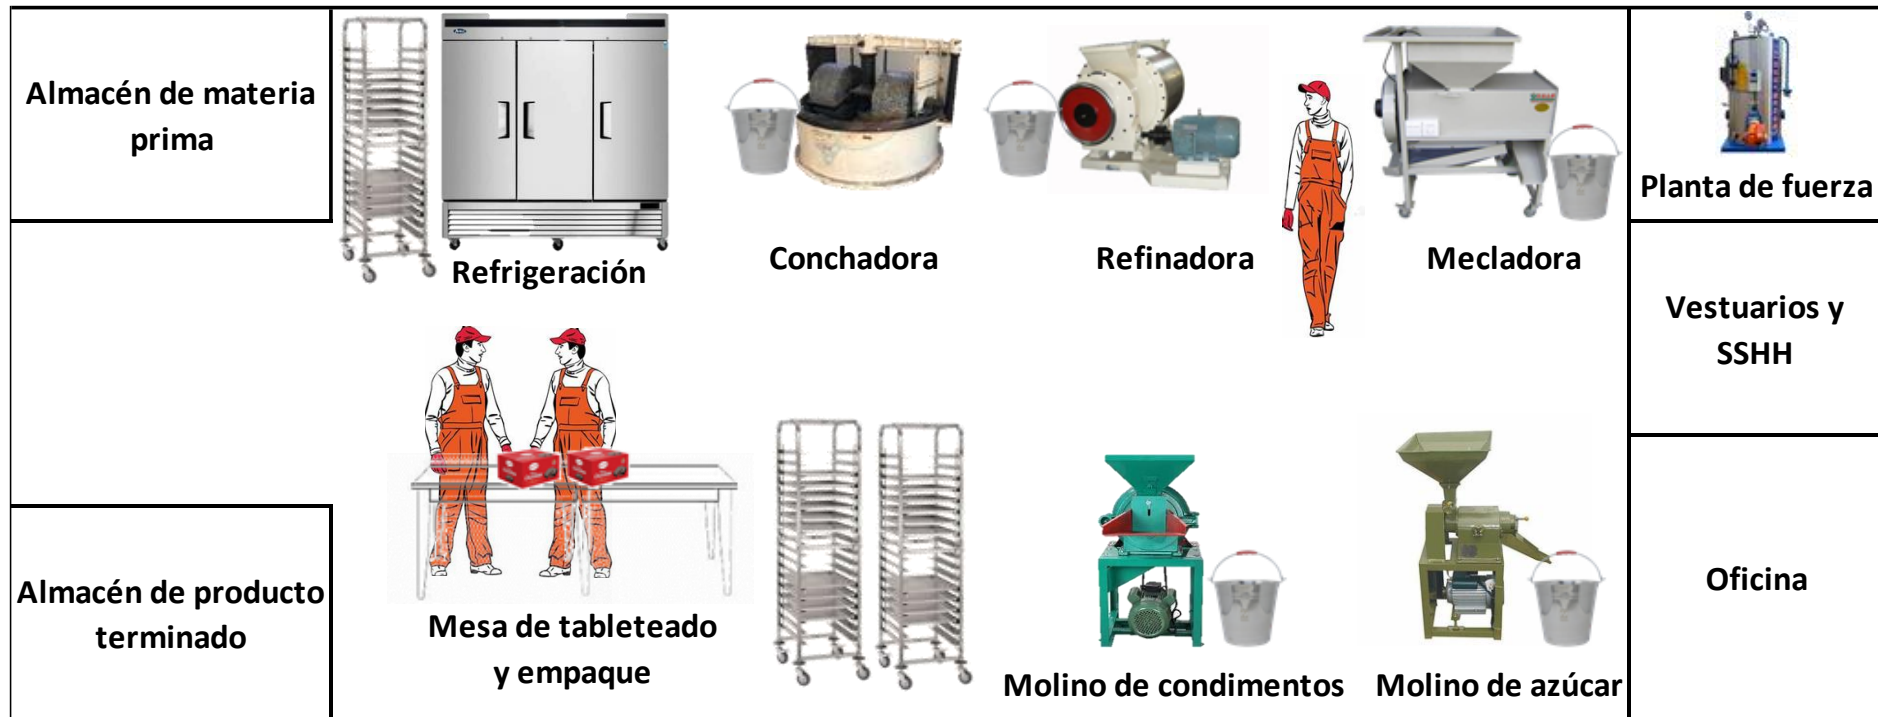 Almacén de materia
prima
Refrigeración
Conchadora
Refinadora
Mecladora
Planta de fuerza
Vestuarios y
SSHH
Almacén de producto
terminado
Mesa de tableteado
y empaque
Molino de condimentos
Molino de azúcar
Oficina